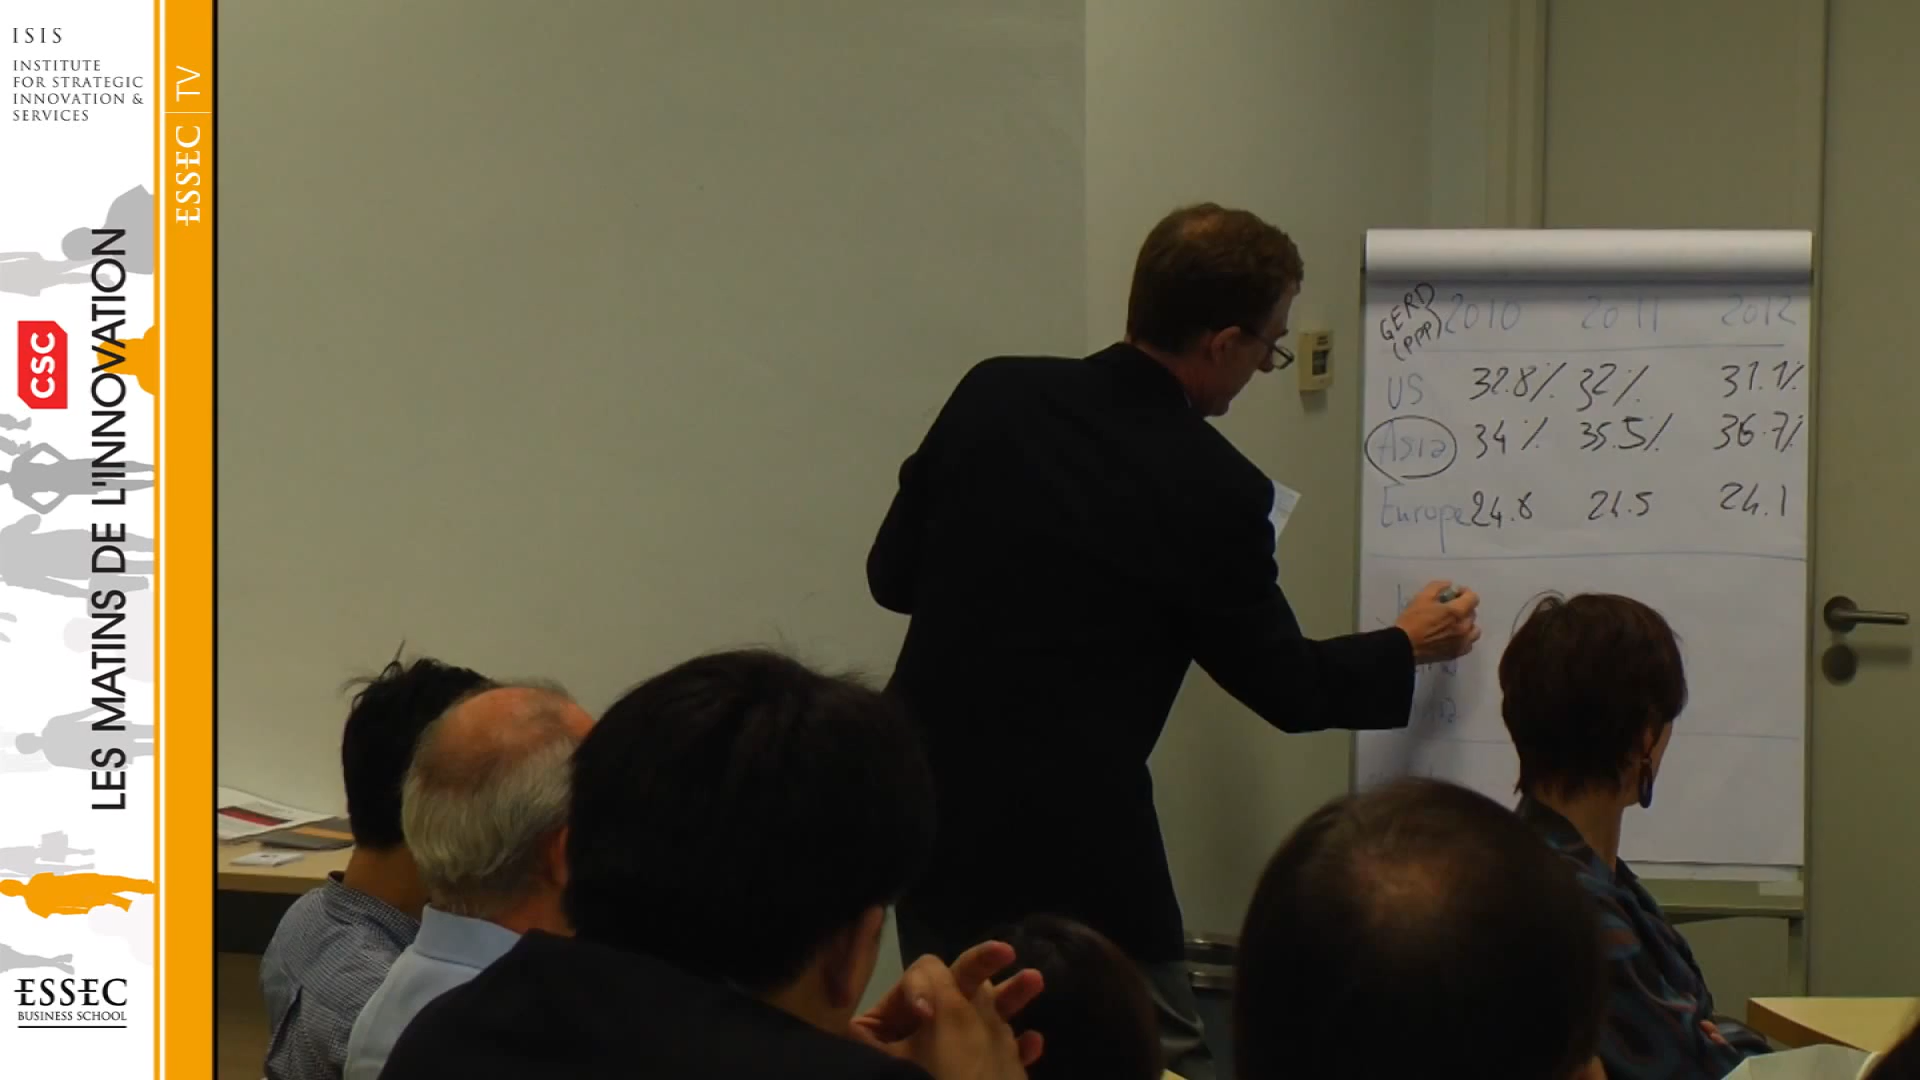 ISIS
INSTITUTE
FOR STRATEGIC
INNOVATION &
SERVICES
ESSEC | TV
LES MATINS DE L'INNOVATION
CSC
ESSEC
BUSINESS SCHOOL
GERD 2010 2011 2012
(PPP)
US 32.8% 32% 31.1%
Asia 34% 35.5% 36.7%
Europe 24.8 24.5 24.1